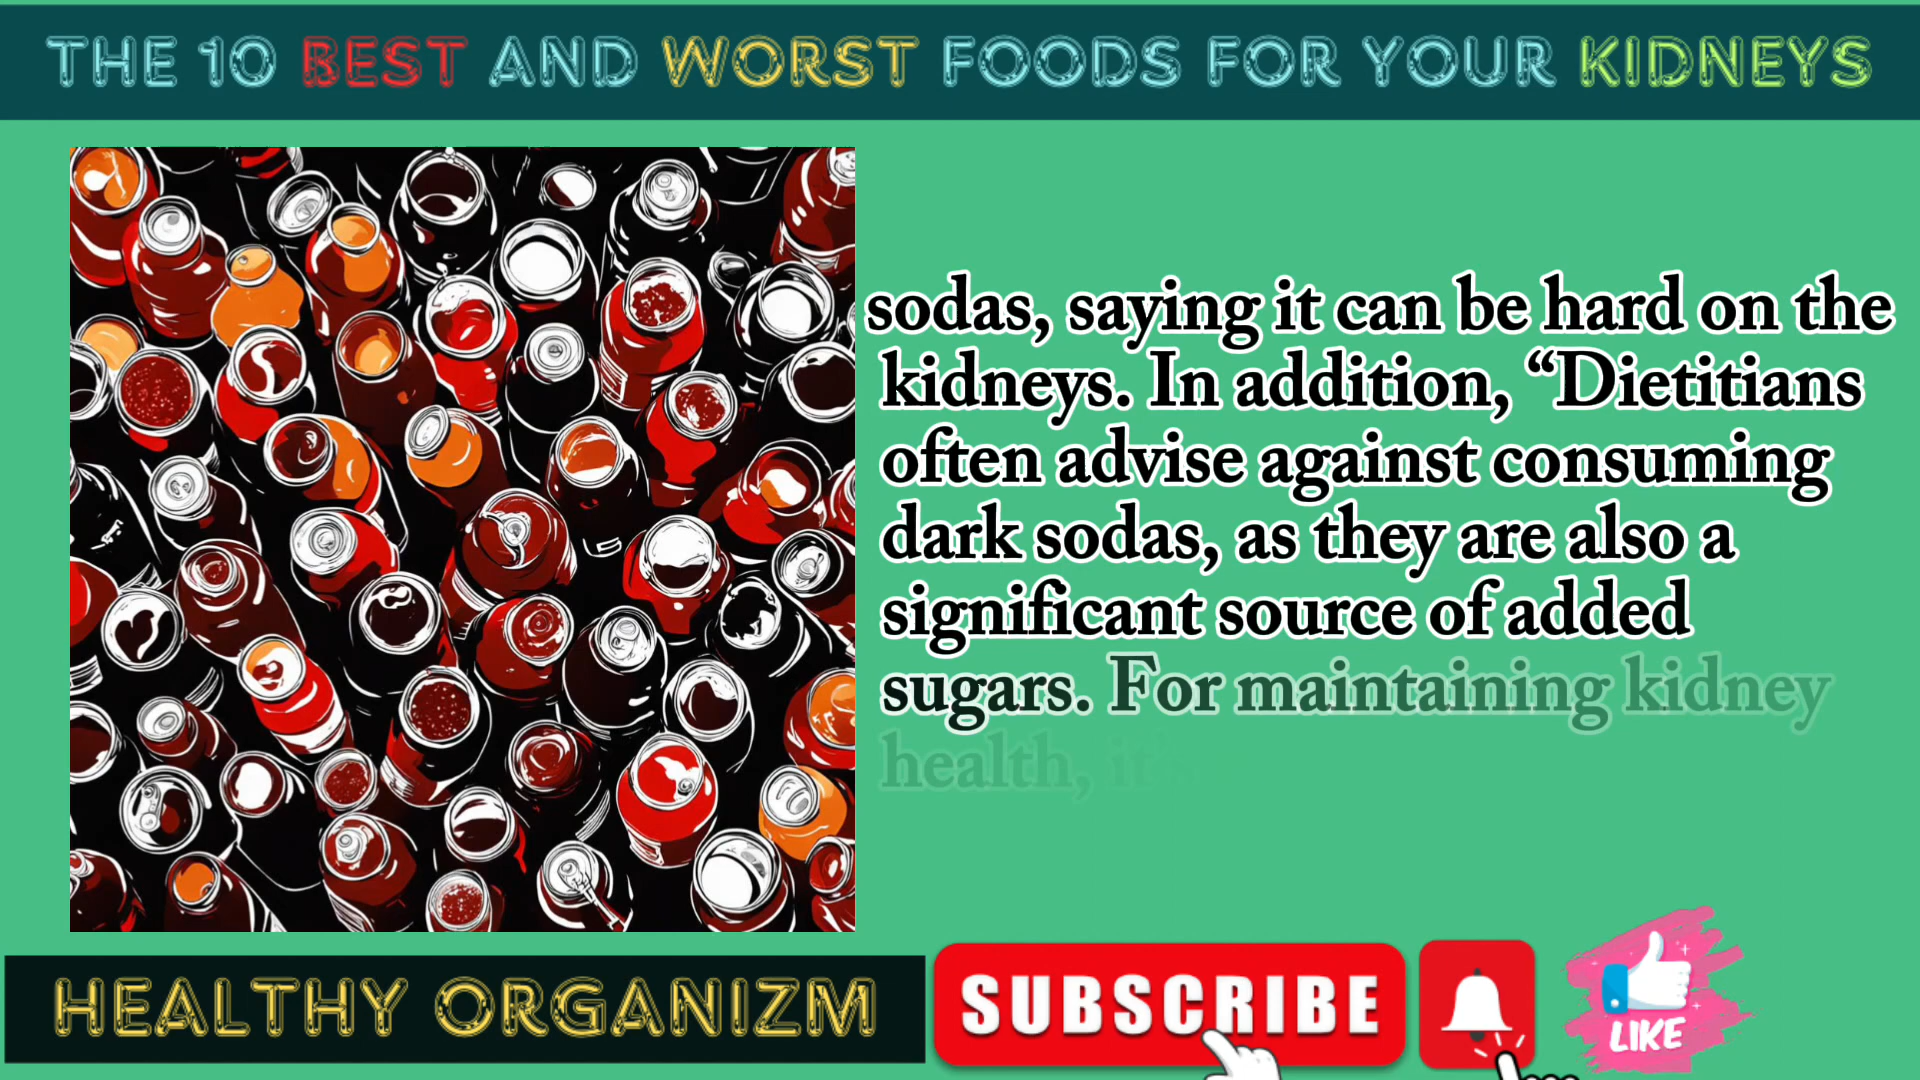 THE 10 BEST AND WORST FOODS FOR YOUR KIDNEYS
sodas, saying it can be hard on the
kidneys. In addition, “Dietitians
often advise against consuming
dark sodas, as they are also a
significant source of added
sugars. For maintaining kidney
health, it's
HEALTHY ORGANIZM
SUBSCRIBE
LIKE